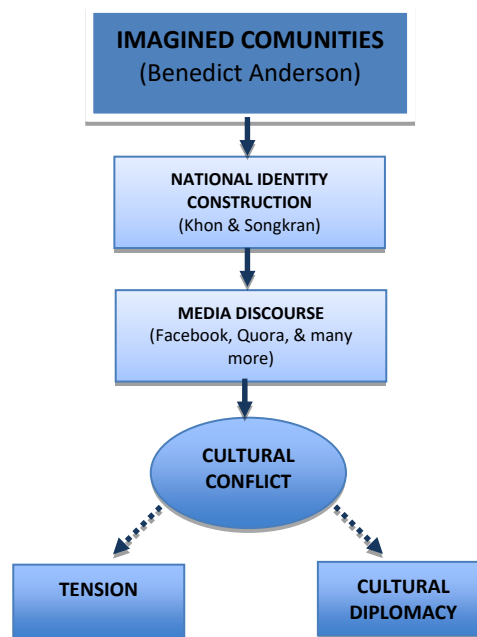 IMAGINED COMUNITIES
(Benedict Anderson)
NATIONAL IDENTITY
CONSTRUCTION
(Khon & Songkran)
MEDIA DISCOURSE
(Facebook, Quora, & many
more)
CULTURAL
CONFLICT
TENSION
CULTURAL
DIPLOMACY